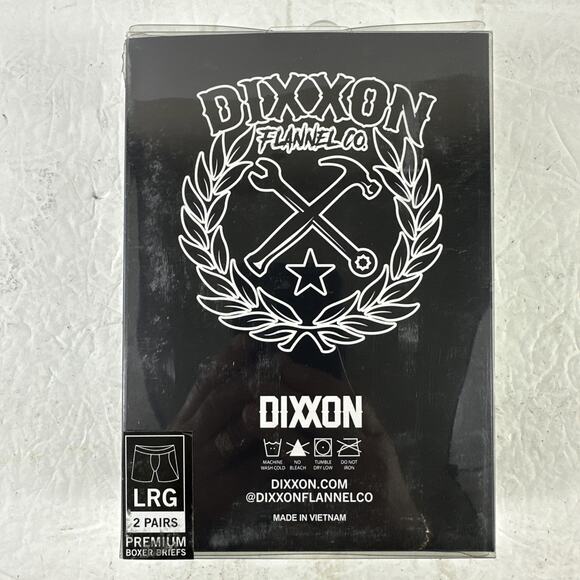 DIXXON
FLANNEL CO.
DIXXON
MACHINE WASH COLD
NO BLEACH
TUMBLE DRY LOW
DO NOT IRON
DIXXON.COM
@DIXXONFLANNELCO
MADE IN VIETNAM
LRG
2 PAIRS
PREMIUM
BOXER BRIEFS